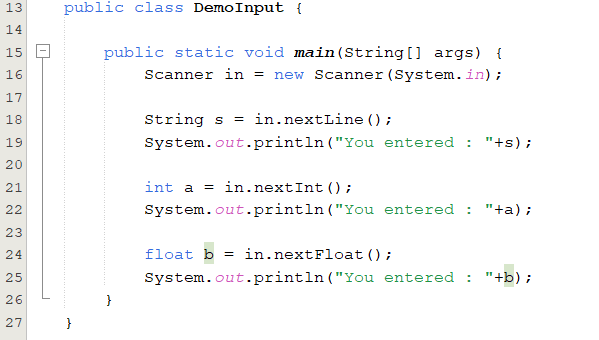 13 public class DemoInput {
14
15 public static void main(String[] args) {
16 Scanner in = new Scanner(System.in);
17
18 String s = in.nextLine();
19 System.out.println("You entered : "+s);
20
21 int a = in.nextInt();
22 System.out.println("You entered : "+a);
23
24 float b = in.nextFloat();
25 System.out.println("You entered : "+b);
26 }
27 }